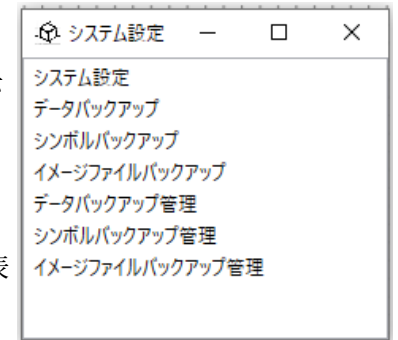 システム設定
システム設定
データバックアップ
シンボルバックアップ
イメージファイルバックアップ
データバックアップ管理
シンボルバックアップ管理
イメージファイルバックアップ管理